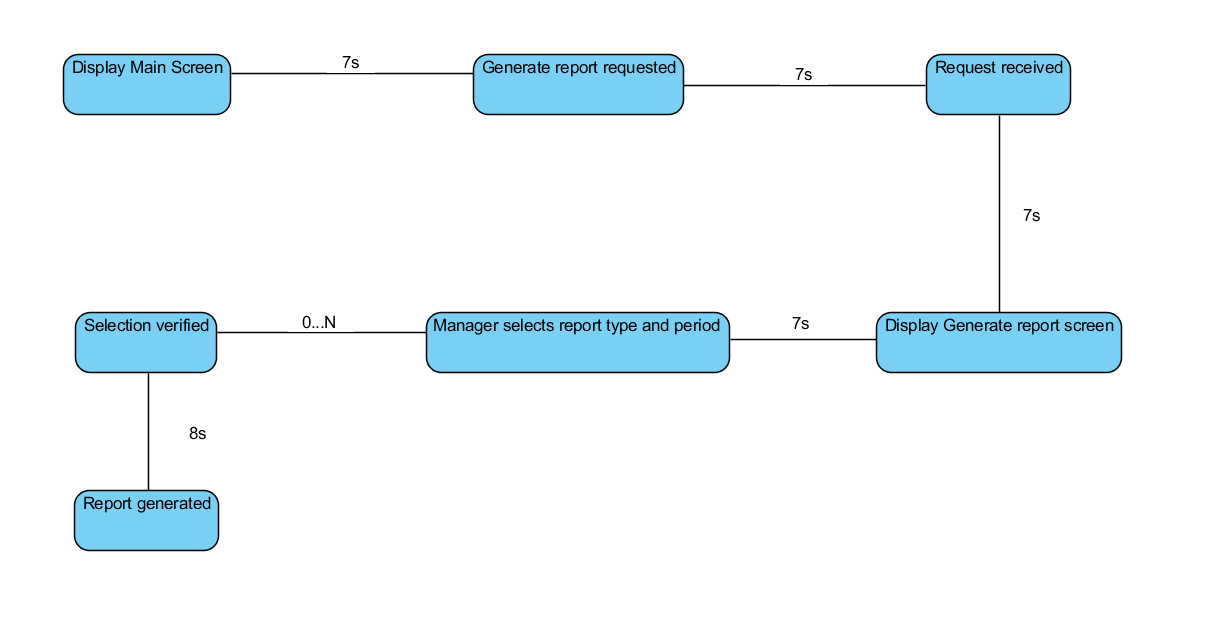 Display Main Screen
7s
Generate report requested
7s
Request received
7s
Selection verified
0...N
Manager selects report type and period
7s
Display Generate report screen
8s
Report generated